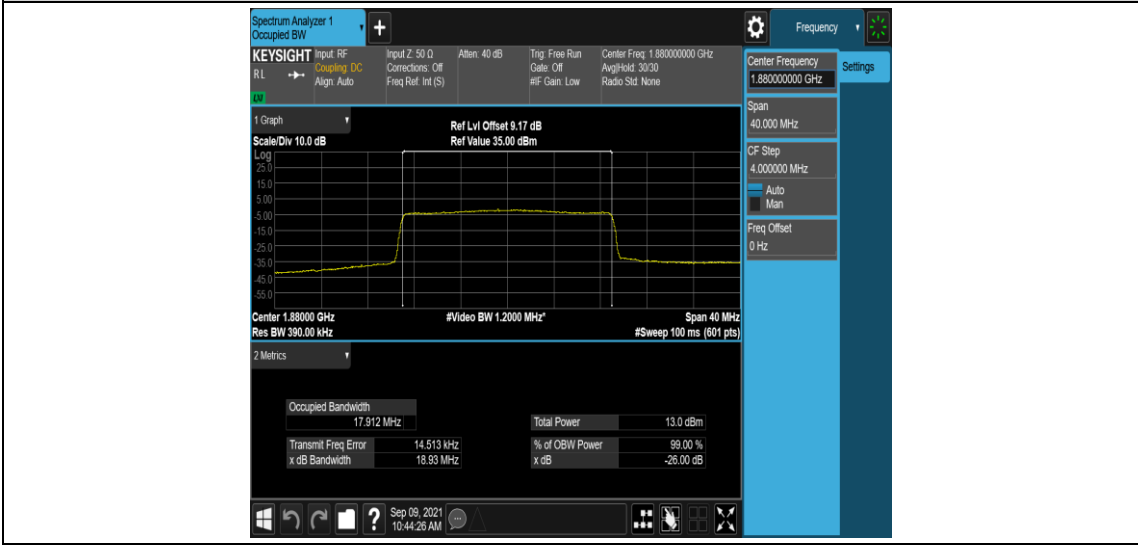 Spectrum Analyzer 1
Occupied BW
+
Frequency
KEYSIGHT
RL
LXI
Input: RF
Coupling: DC
Align: Auto
Input Z: 50 Ω
Corrections: Off
Freq Ref: Int (S)
Atten: 40 dB
Trig: Free Run
Gate: Off
#IF Gain: Low
Center Freq: 1.880000000 GHz
Avg|Hold: 30/30
Radio Std: None
Center Frequency
1.880000000 GHz
Settings
Span
40.000 MHz
CF Step
4.000000 MHz
Auto
Man
Freq Offset
0 Hz
1 Graph
Scale/Div 10.0 dB
Ref Lvl Offset 9.17 dB
Ref Value 35.00 dBm
Log
25.0
15.0
5.00
-5.00
-15.0
-25.0
-35.0
-45.0
-55.0
Center 1.88000 GHz
Res BW 390.00 kHz
#Video BW 1.2000 MHz*
Span 40 MHz
#Sweep 100 ms (601 pts)
2 Metrics
Occupied Bandwidth
17.912 MHz
Total Power 13.0 dBm
Transmit Freq Error 14.513 kHz
% of OBW Power 99.00 %
x dB Bandwidth 18.93 MHz
x dB -26.00 dB
?
Sep 09, 2021
10:44:26 AM